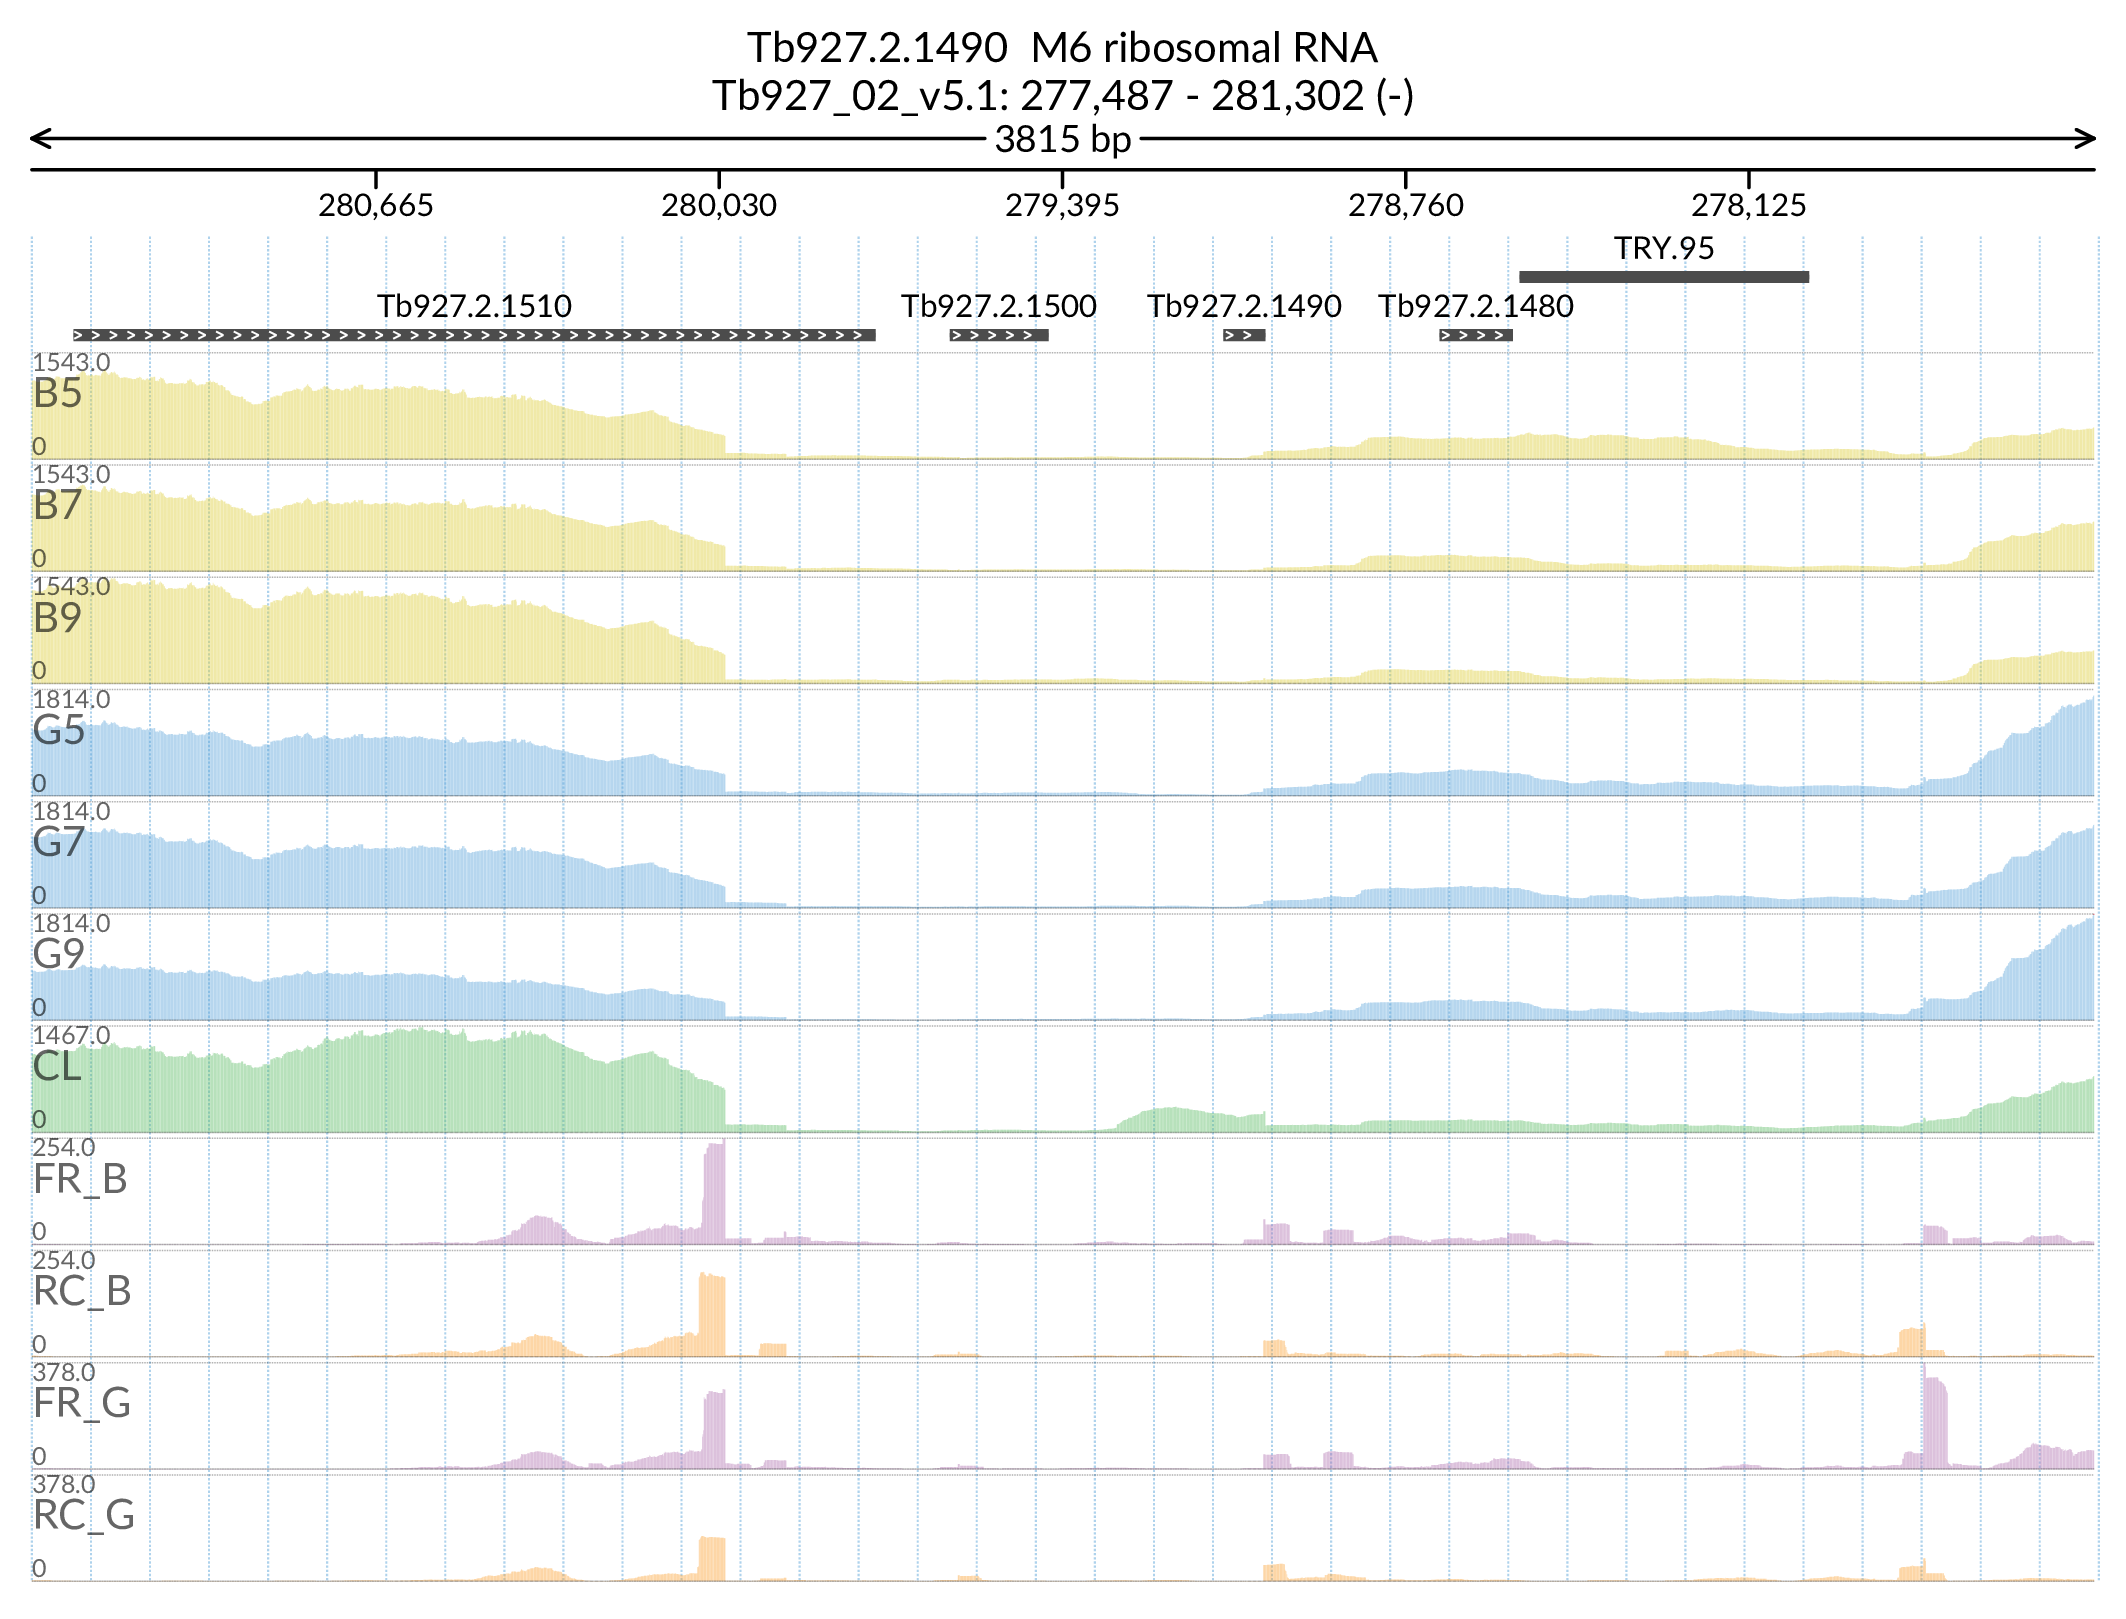 Tb927.2.1490 M6 ribosomal RNA
Tb927_02_v5.1: 277,487 - 281,302 (-)
3815 bp
280,665 280,030 279,395 278,760 278,125
TRY.95
Tb927.2.1510 Tb927.2.1500 Tb927.2.1490 Tb927.2.1480
1543.0
B5
0
1543.0
B7
0
1543.0
B9
0
1814.0
G5
0
1814.0
G7
0
1814.0
G9
0
1467.0
CL
0
254.0
FR_B
0
254.0
RC_B
0
378.0
FR_G
0
378.0
RC_G
0